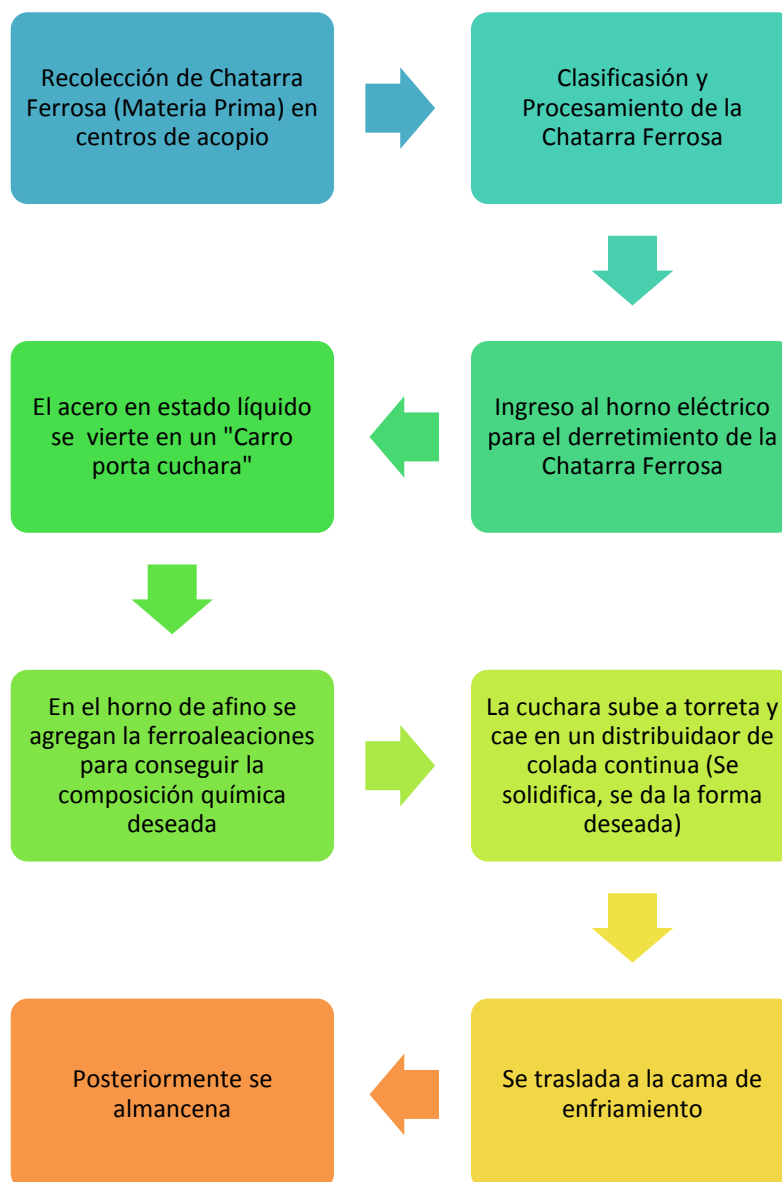 Recolección de Chatarra
Ferrosa (Materia Prima) en
centros de acopio
Clasificasión y
Procesamiento de la
Chatarra Ferrosa
Ingreso al horno eléctrico
para el derretimiento de la
Chatarra Ferrosa
El acero en estado líquido
se vierte en un "Carro
porta cuchara"
En el horno de afino se
agregan la ferroaleaciones
para conseguir la
composición química
deseada
La cuchara sube a torreta y
cae en un distribuidaor de
colada continua (Se
solidifica, se da la forma
deseada)
Se traslada a la cama de
enfriamiento
Posteriormente se
almancena